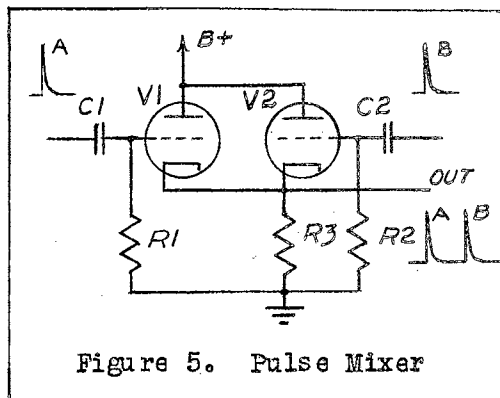 A
B+
B
C1
V1
V2
C2
OUT
A B
R1
R3
R2
Figure 5. Pulse Mixer